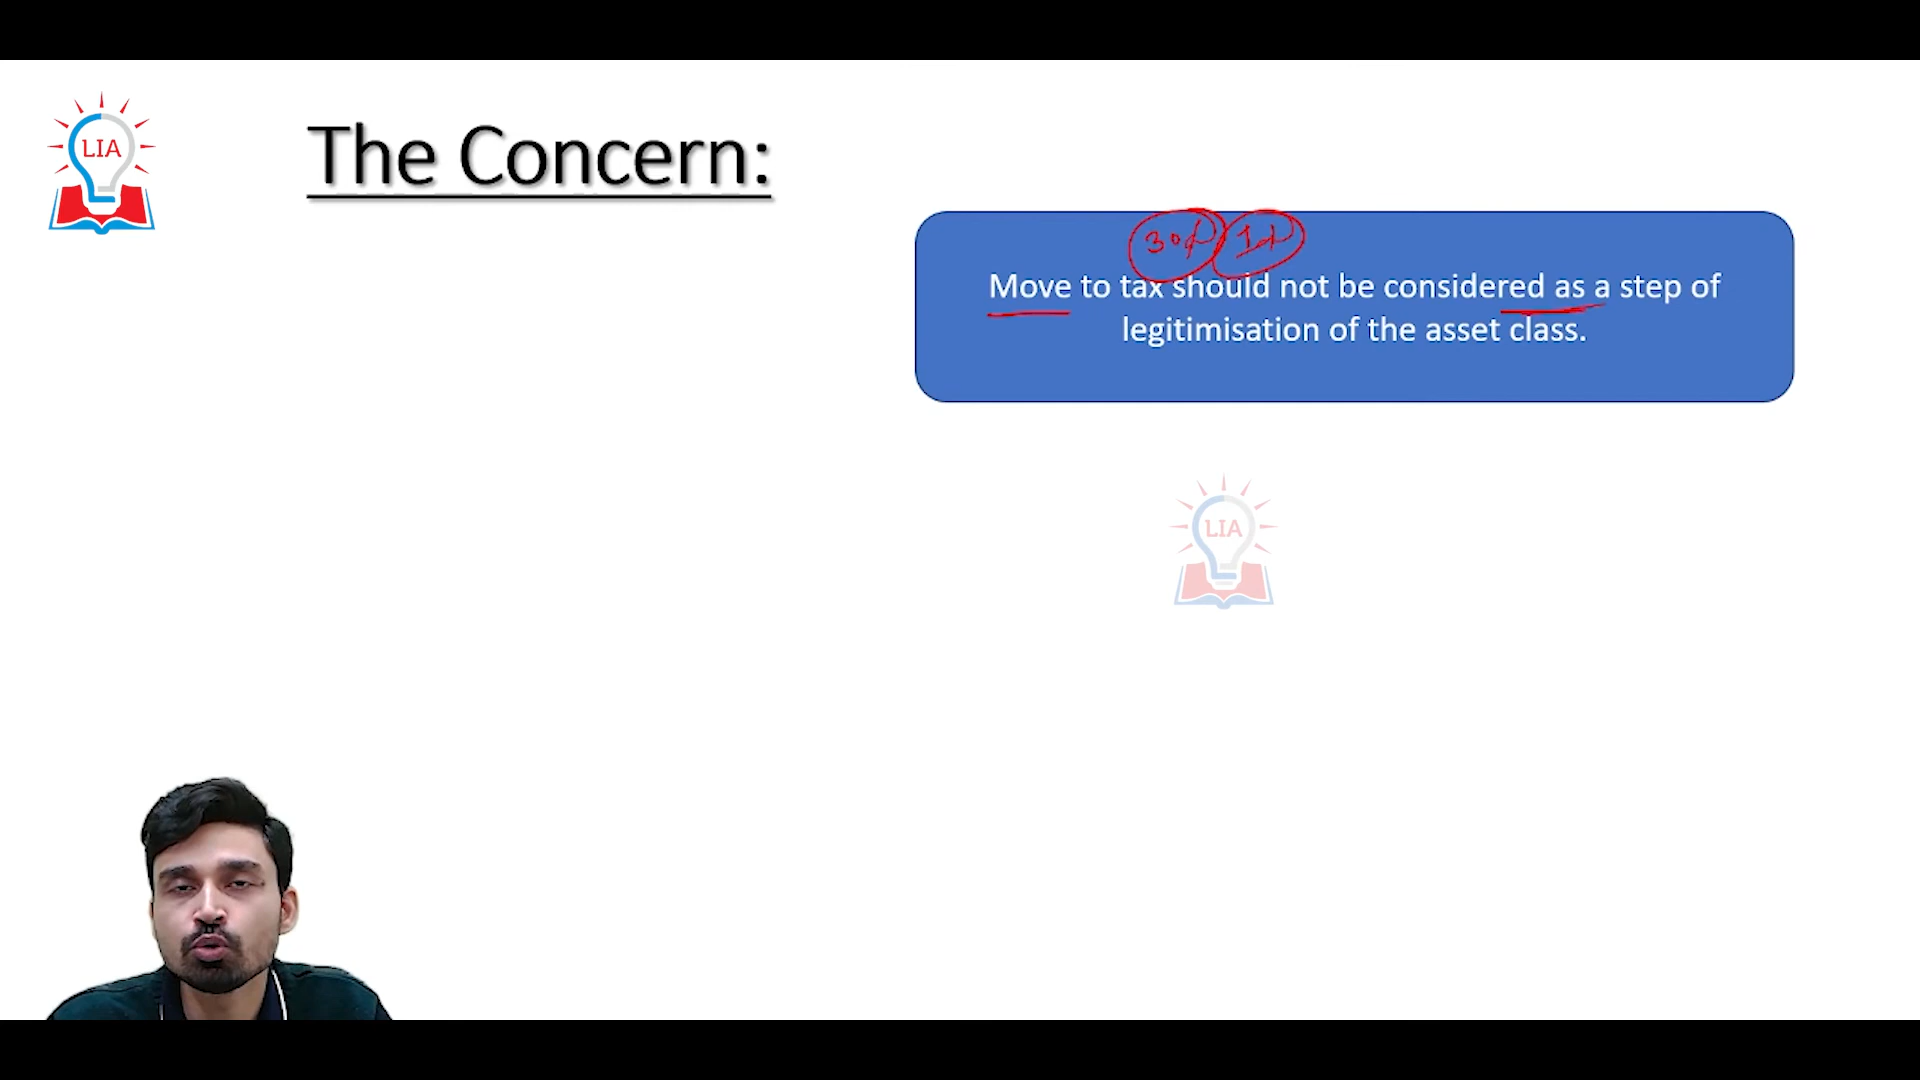 LIA
The Concern:
30% 1%
Move to tax should not be considered as a step of
legitimisation of the asset class.
LIA